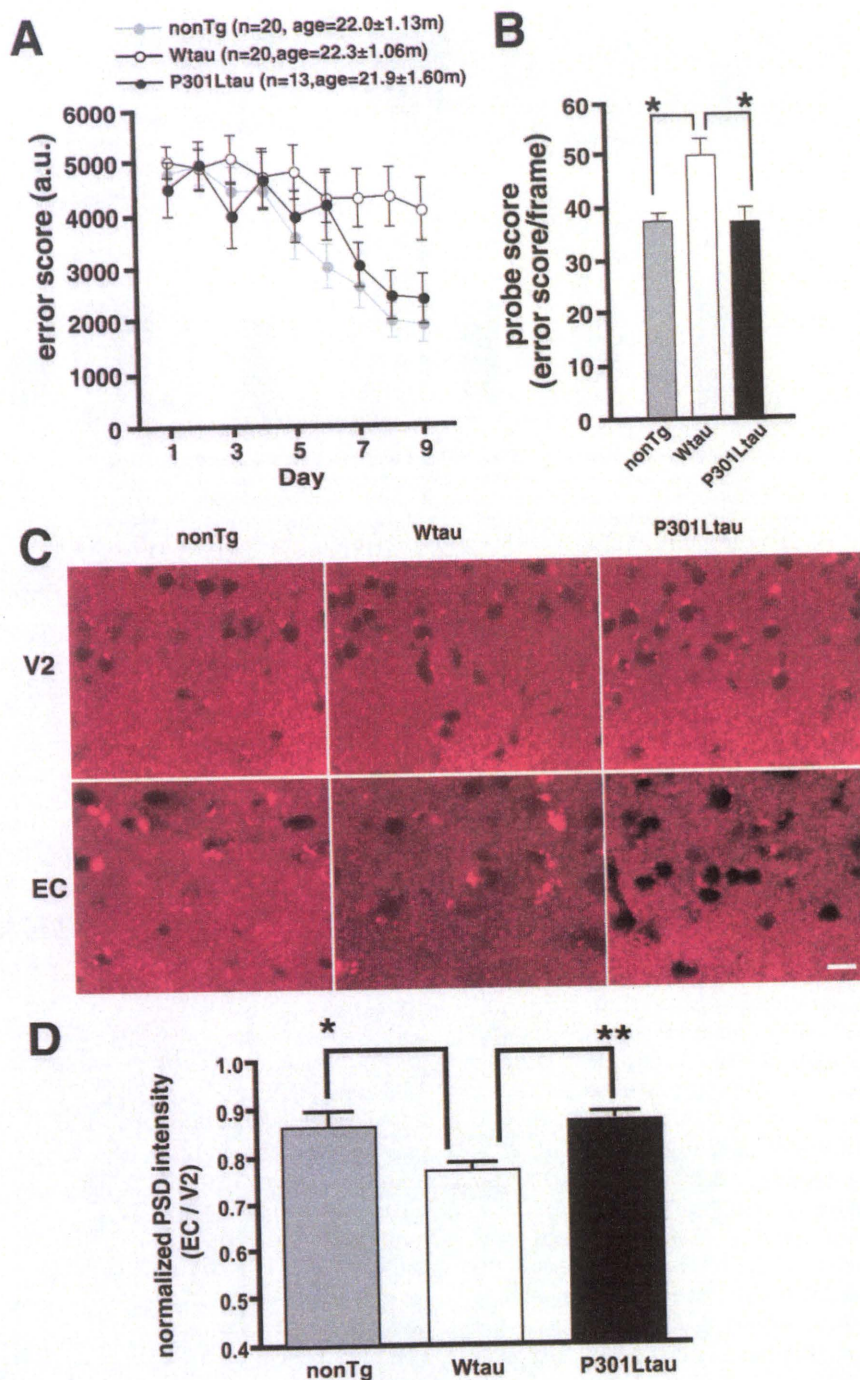 A
nonTg (n=20, age=22.0±1.13m)
Wtau (n=20,age=22.3±1.06m)
P301Ltau (n=13,age=21.9±1.60m)
6000
5000
4000
3000
2000
1000
0
error score (a.u.)
1 3 5 7 9
Day
B
60
50
40
30
20
10
0
probe score
(error score/frame)
* *
nonTg Wtau P301Ltau
C
nonTg Wtau P301Ltau
V2
EC
D
1.0
0.9
0.8
0.7
0.6
0.5
0.4
normalized PSD intensity
(EC / V2)
* **
nonTg Wtau P301Ltau